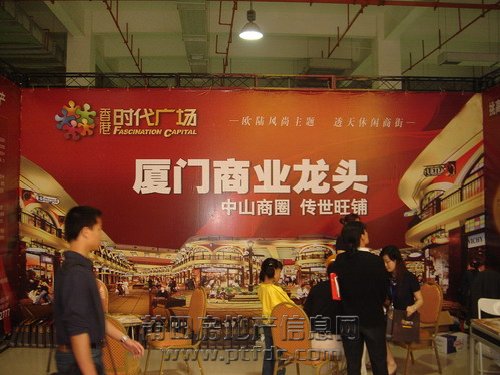 香港 时代广场
FASCINATION CAPITAL
—欧陆风尚主题 透天休闲商街—
厦门商业龙头
中山商圈 传世旺铺
VICHY
莆田房地产信息网
www.ptfdc.com